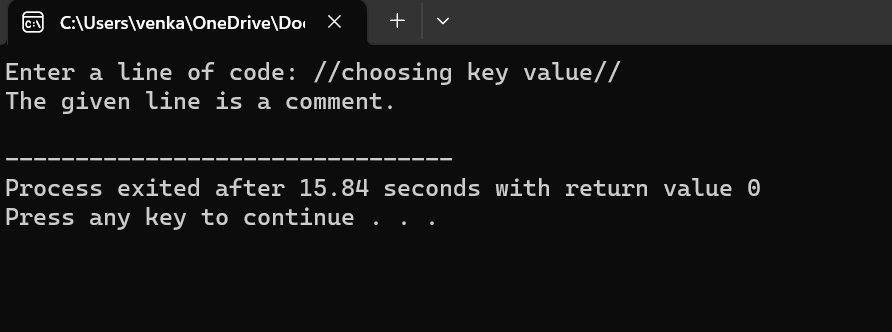 C:\Users\venka\OneDrive\Do
Enter a line of code: //choosing key value//
The given line is a comment.
--------------------------------
Process exited after 15.84 seconds with return value 0
Press any key to continue . . .